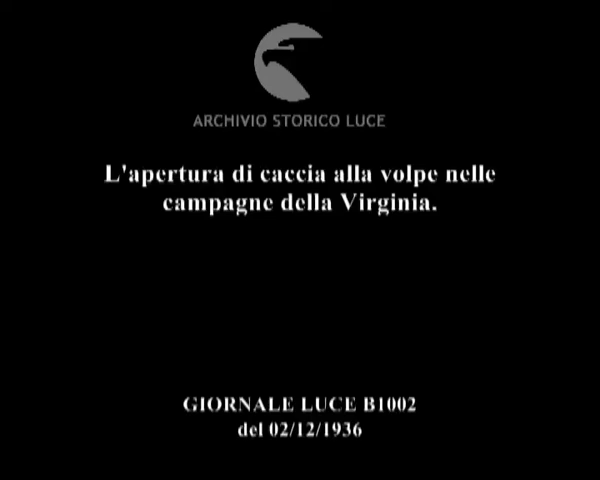 ARCHIVIO STORICO LUCE
L'apertura di caccia alla volpe nelle
campagne della Virginia.
GIORNALE LUCE B1002
del 02/12/1936